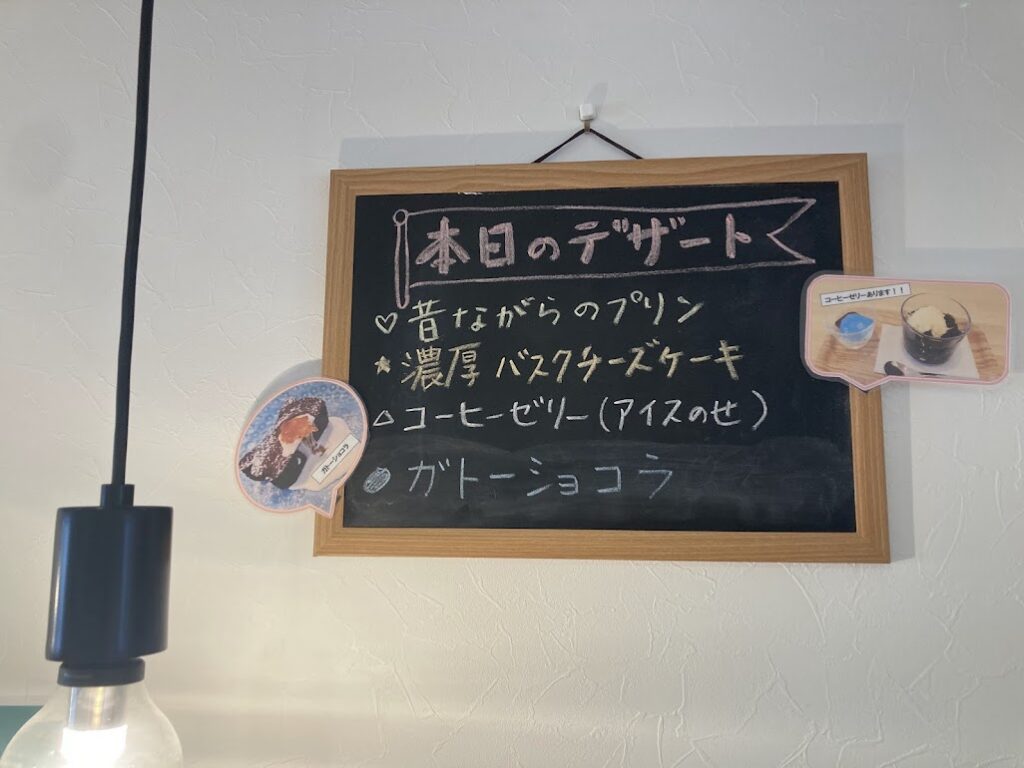 本日のデザート
♡昔ながらのプリン
★濃厚バスクチーズケーキ
△コーヒーゼリー(アイスのせ)
●ガトーショコラ
ガトーショコラ
コーヒーゼリーあります!!